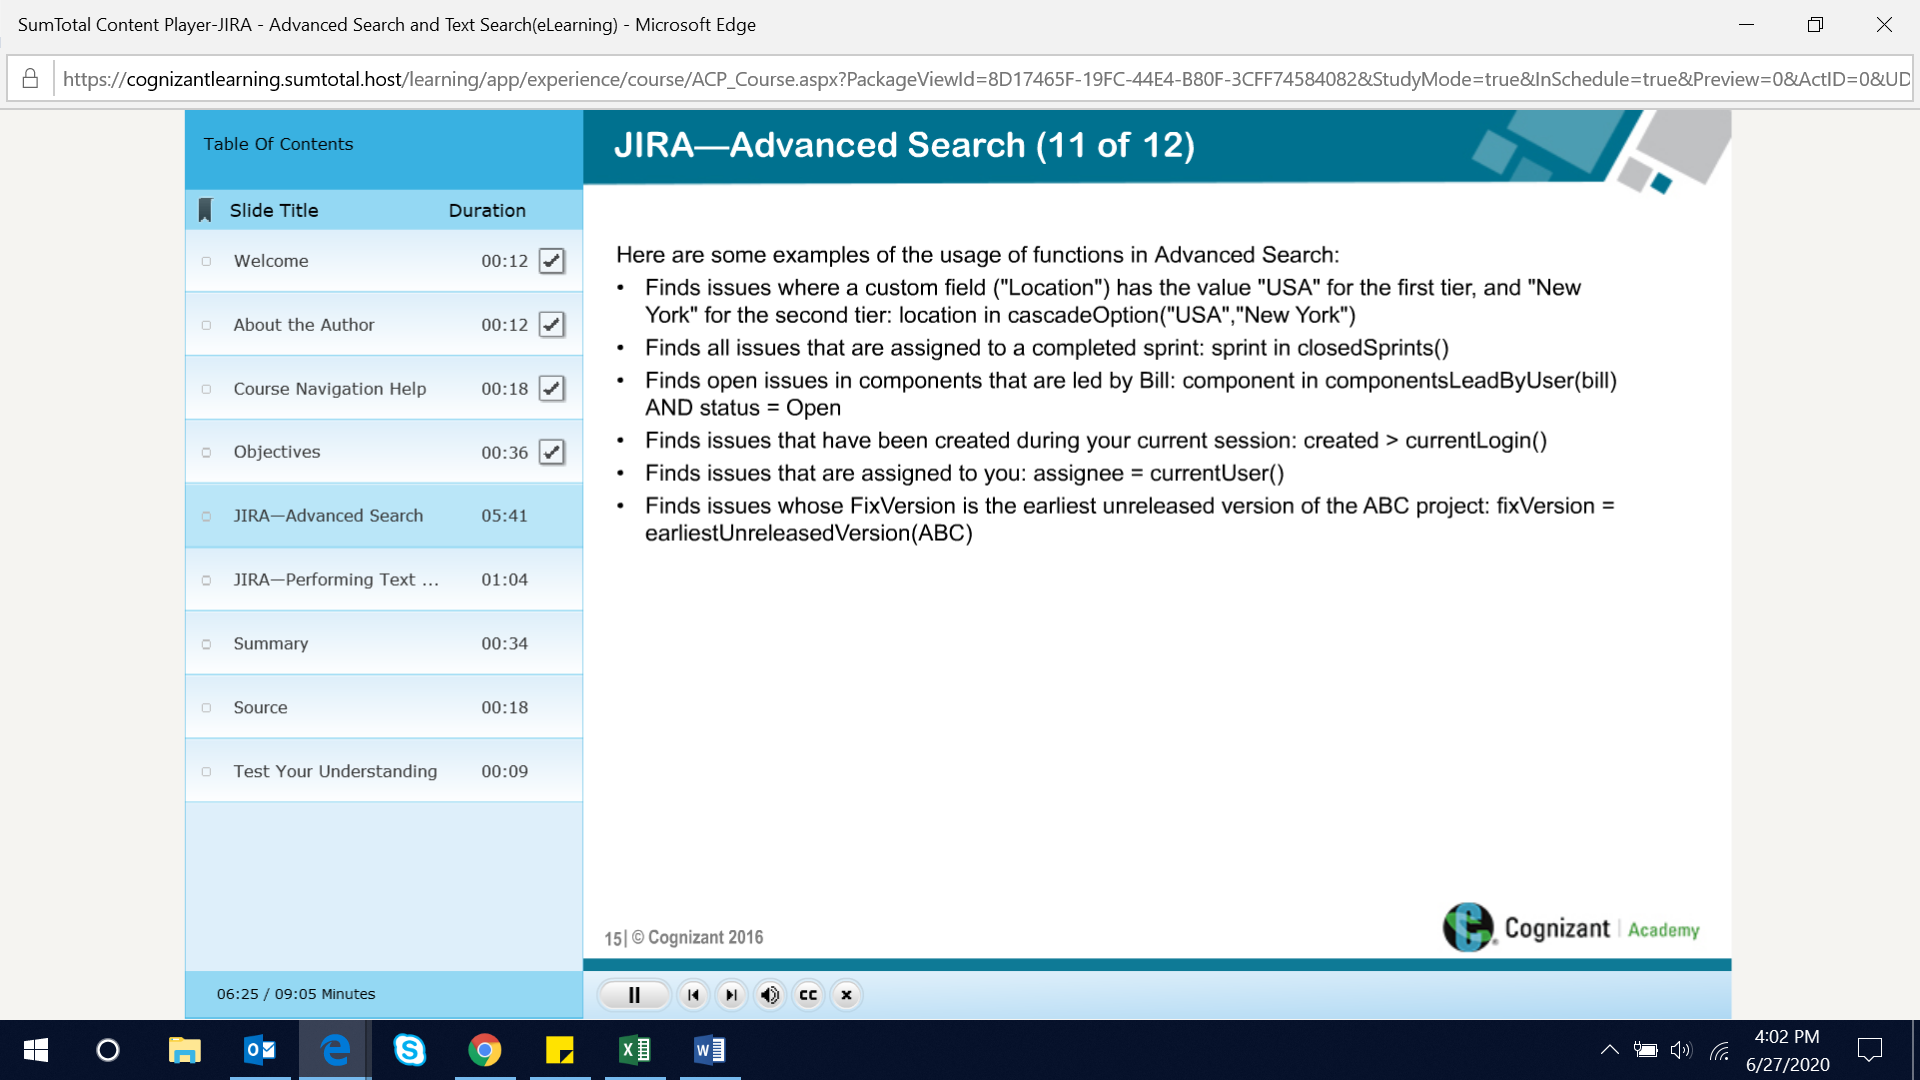 SumTotal Content Player-JIRA - Advanced Search and Text Search(eLearning) - Microsoft Edge
https://cognizantlearning.sumtotal.host/learning/app/experience/course/ACP_Course.aspx?PackageViewId=8D17465F-19FC-44E4-B80F-3CFF74584082&StudyMode=true&InSchedule=true&Preview=0&ActID=0&UD
Table Of Contents
Slide Title Duration
Welcome 00:12
About the Author 00:12
Course Navigation Help 00:18
Objectives 00:36
JIRA—Advanced Search 05:41
JIRA—Performing Text ... 01:04
Summary 00:34
Source 00:18
Test Your Understanding 00:09
06:25 / 09:05 Minutes
JIRA—Advanced Search (11 of 12)
Here are some examples of the usage of functions in Advanced Search:
• Finds issues where a custom field ("Location") has the value "USA" for the first tier, and "New
York" for the second tier: location in cascadeOption("USA","New York")
• Finds all issues that are assigned to a completed sprint: sprint in closedSprints()
• Finds open issues in components that are led by Bill: component in componentsLeadByUser(bill)
AND status = Open
• Finds issues that have been created during your current session: created > currentLogin()
• Finds issues that are assigned to you: assignee = currentUser()
• Finds issues whose FixVersion is the earliest unreleased version of the ABC project: fixVersion =
earliestUnreleasedVersion(ABC)
15| © Cognizant 2016
Cognizant | Academy
CC
4:02 PM
6/27/2020